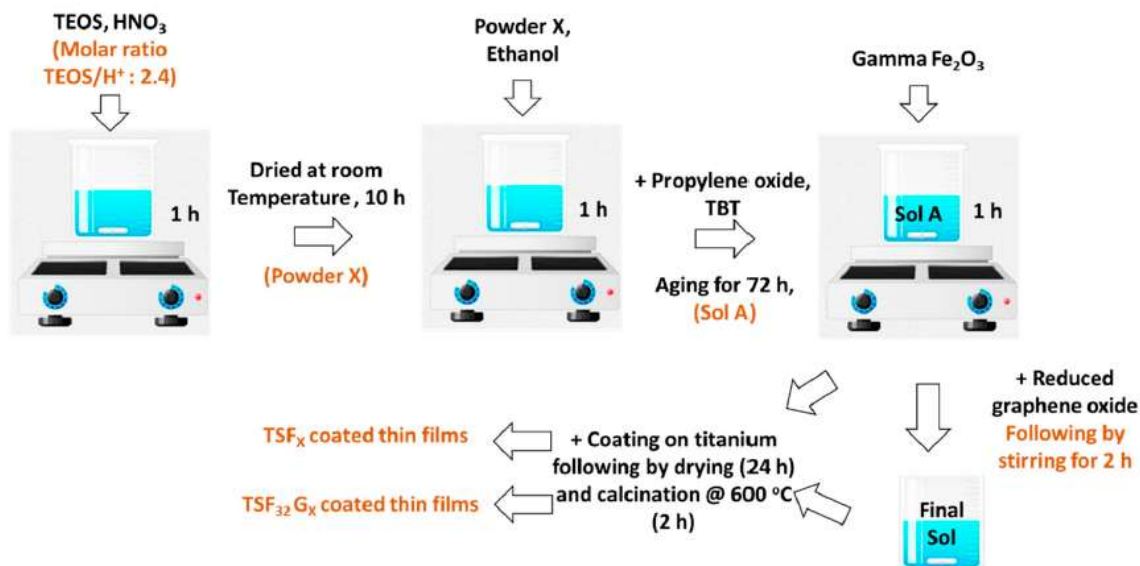 TEOS, HNO₃
(Molar ratio
TEOS/H⁺ : 2.4)
1 h
Dried at room
Temperature , 10 h
(Powder X)
Powder X,
Ethanol
1 h
+ Propylene oxide,
TBT
Aging for 72 h,
(Sol A)
Gamma Fe₂O₃
Sol A
1 h
+ Reduced
graphene oxide
Following by
stirring for 2 h
Final
Sol
+ Coating on titanium
following by drying (24 h)
and calcination @ 600 °C
(2 h)
TSFₓ coated thin films
TSF₃₂Gₓ coated thin films